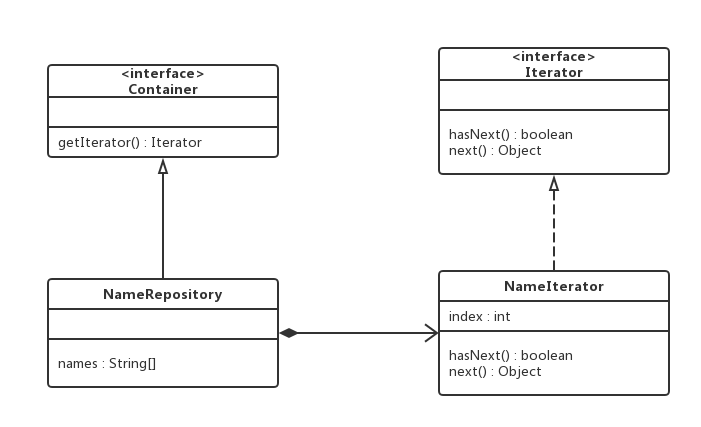 <interface>
Container
getIterator() : Iterator
<interface>
Iterator
hasNext() : boolean
next() : Object
NameRepository
names : String[]
NameIterator
index : int
hasNext() : boolean
next() : Object